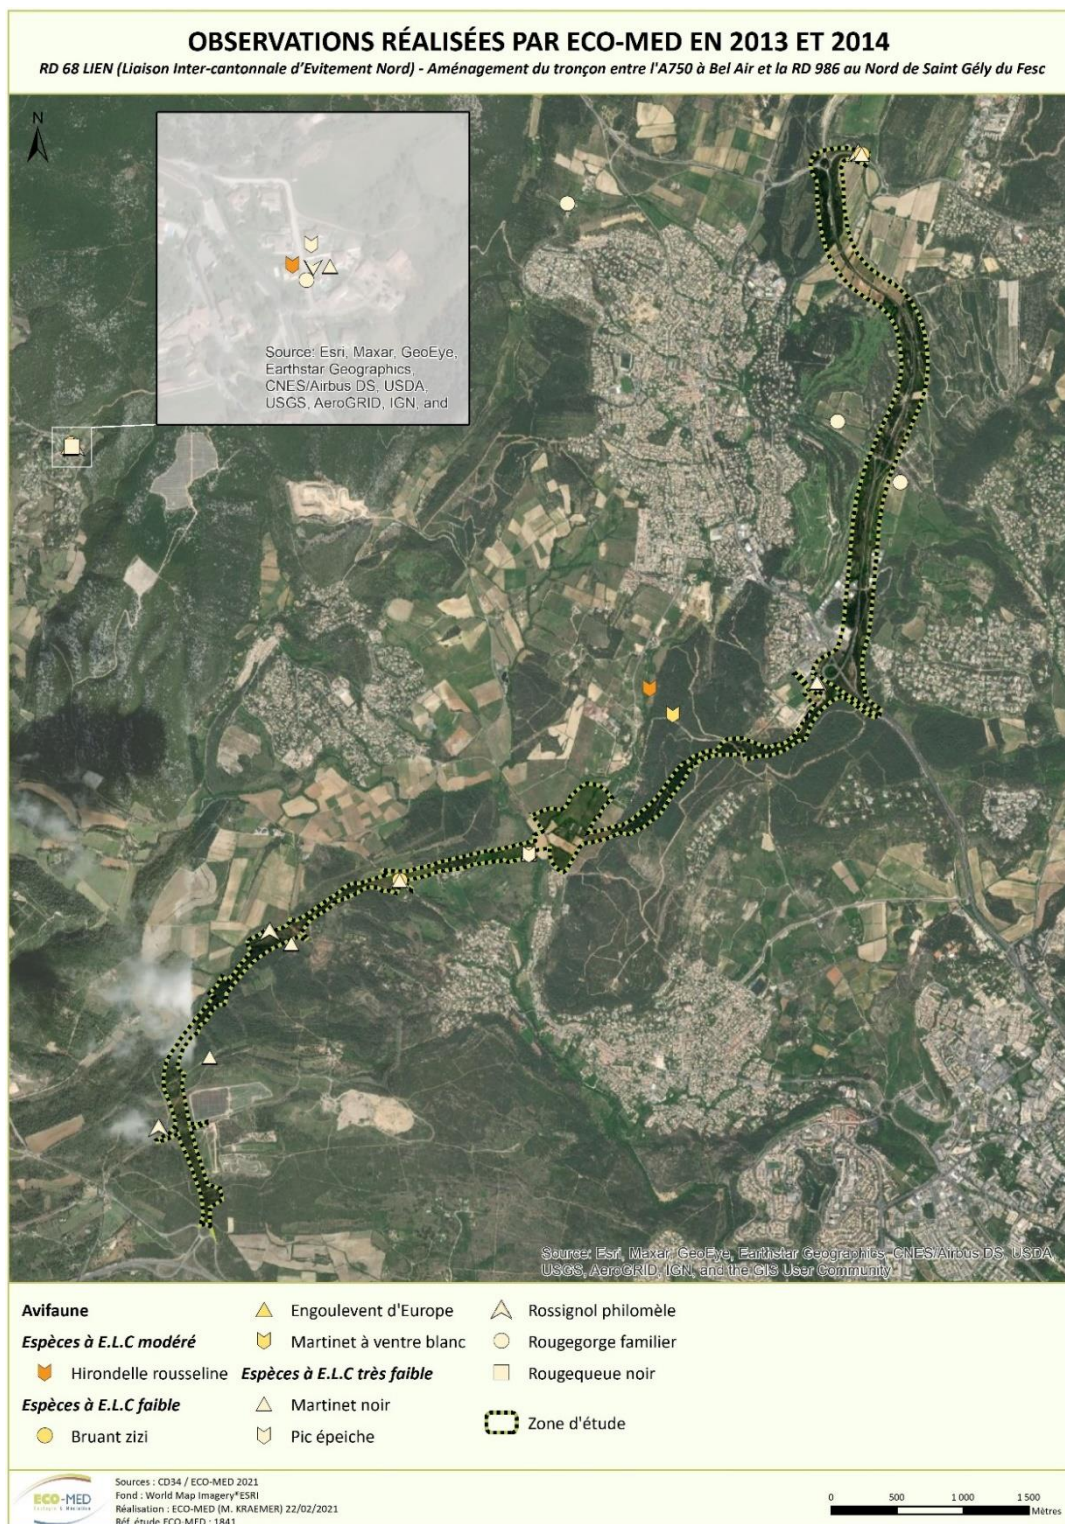 OBSERVATIONS RÉALISÉES PAR ECO-MED EN 2013 ET 2014
RD 68 LIEN (Liaison Inter-cantonnale d'Evitement Nord) - Aménagement du tronçon entre l'A750 à Bel Air et la RD 986 au Nord de Saint Gély du Fesc
N
Source: Esri, Maxar, GeoEye,
Earthstar Geographics,
CNES/Airbus DS, USDA,
USGS, AeroGRID, IGN, and
Source: Esri, Maxar, GeoEye, Earthstar Geographics, CNES/Airbus DS, USDA,
USGS, AeroGRID, IGN, and the GIS User Community
Avifaune
Espèces à E.L.C modéré
Hirondelle rousseline
Espèces à E.L.C faible
Bruant zizi
Engoulevent d'Europe
Martinet à ventre blanc
Espèces à E.L.C très faible
Martinet noir
Pic épeiche
Rossignol philomèle
Rougegorge familier
Rougequeue noir
Zone d'étude
ECO-MED
Sources : CD34 / ECO-MED 2021
Fond : World Map Imagery®ESRI
Réalisation : ECO-MED (M. KRAEMER) 22/02/2021
Réf. étude ECO-MED : 1841
0 500 1 000 1 500
Mètres